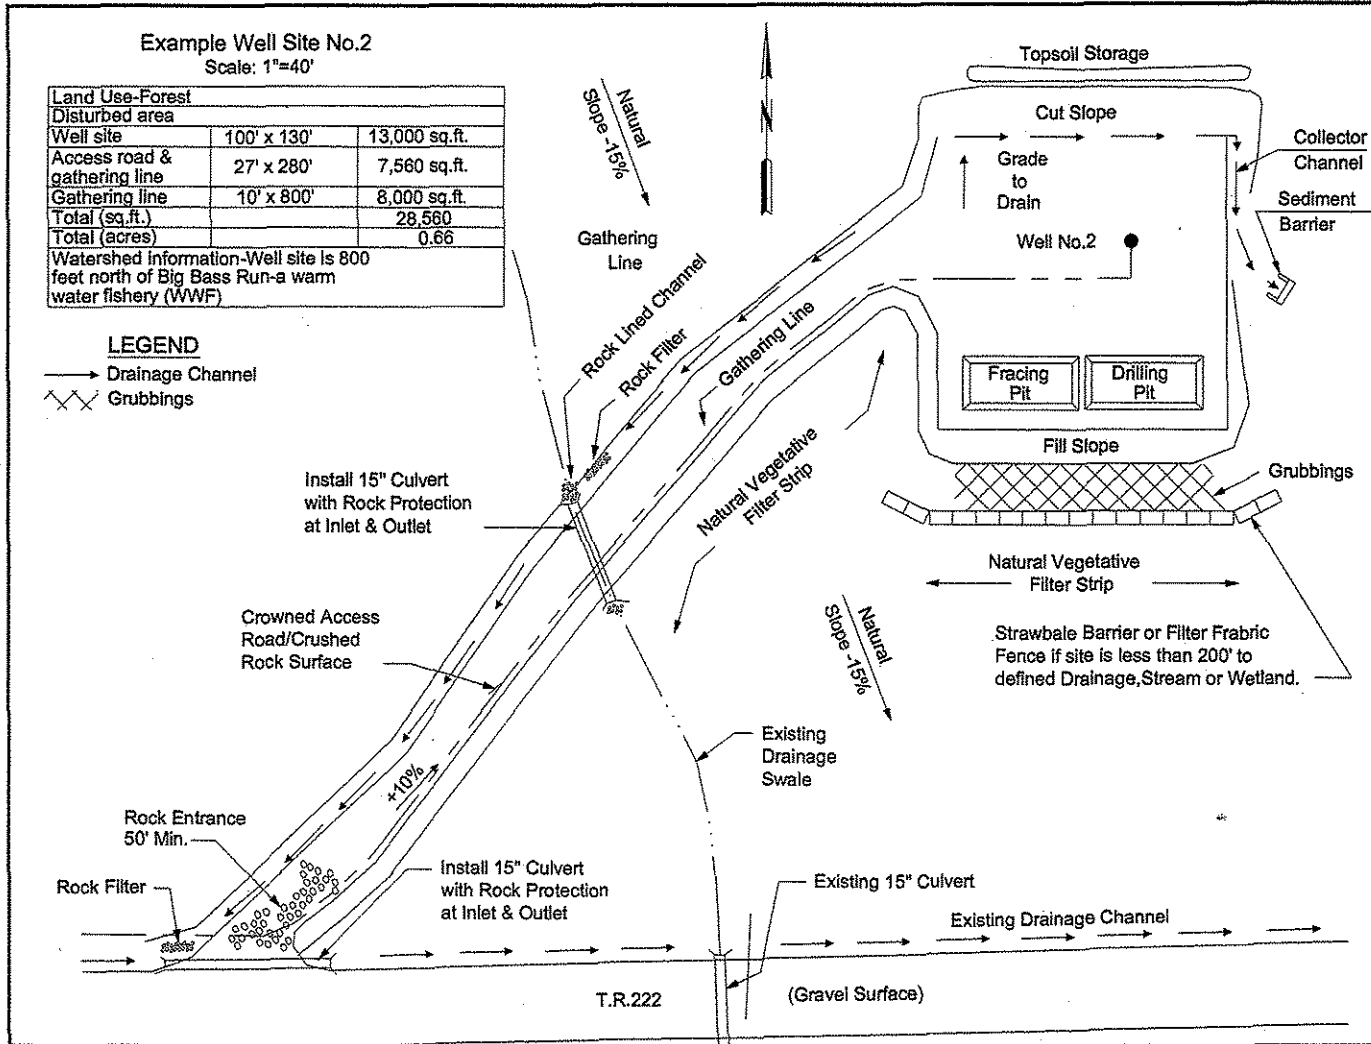 Example Well Site No.2
Scale: 1"=40'
Land Use-Forest
Disturbed area
Well site 100' x 130' 13,000 sq.ft.
Access road &
gathering line 27' x 280' 7,560 sq.ft.
Gathering line 10' x 800' 8,000 sq.ft.
Total (sq.ft.) 28,560
Total (acres) 0.66
Watershed information-Well site is 800
feet north of Big Bass Run-a warm
water fishery (WWF)
LEGEND
Drainage Channel
Grubbings
Natural
Slope -15%
N
Gathering
Line
Topsoil Storage
Cut Slope
Grade
to
Drain
Collector
Channel
Sediment
Barrier
Well No.2
Rock Lined Channel
Rock Filter
Gathering Line
Fracing
Pit
Drilling
Pit
Fill Slope
Grubbings
Install 15" Culvert
with Rock Protection
at Inlet & Outlet
Natural Vegetative
Filter Strip
Natural Vegetative
Filter Strip
Crowned Access
Road/Crushed
Rock Surface
Natural
Slope -15%
Strawbale Barrier or Filter Frabric
Fence if site is less than 200' to
defined Drainage,Stream or Wetland.
Existing
Drainage
Swale
+10%
Rock Entrance
50' Min.
Rock Filter
Install 15" Culvert
with Rock Protection
at Inlet & Outlet
Existing 15" Culvert
Existing Drainage Channel
T.R.222
(Gravel Surface)